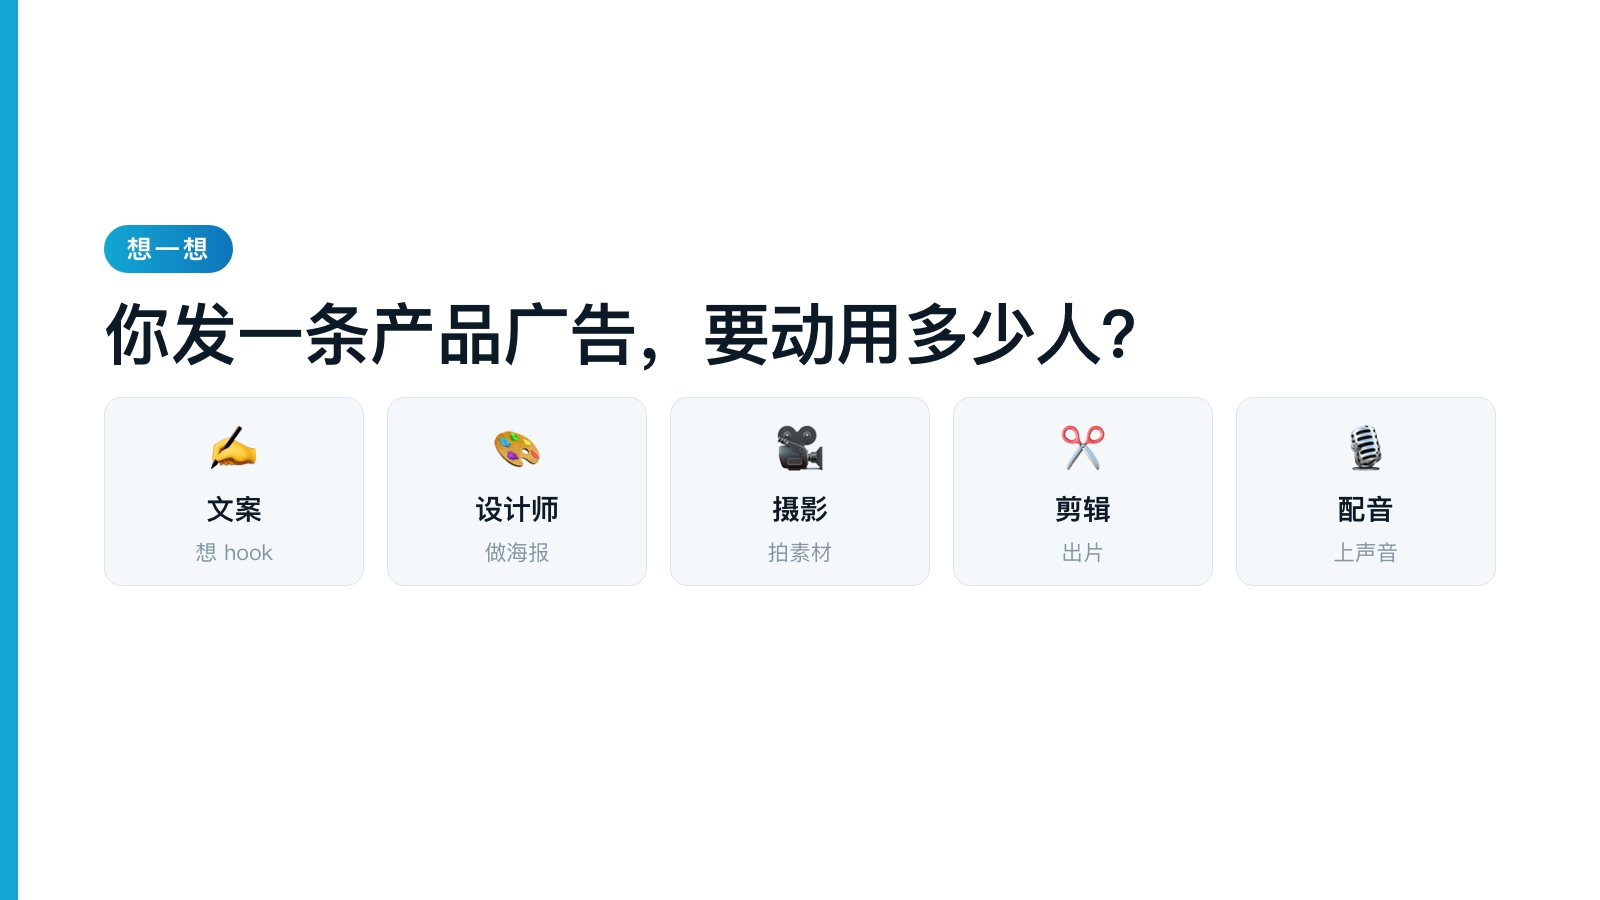 想一想
你发一条产品广告，要动用多少人？
文案
想 hook
设计师
做海报
摄影
拍素材
剪辑
出片
配音
上声音